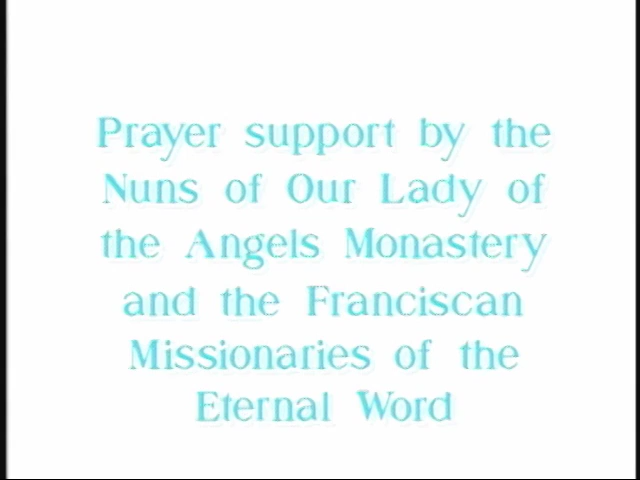 Prayer support by the
Nuns of Our Lady of
the Angels Monastery
and the Franciscan
Missionaries of the
Eternal Word